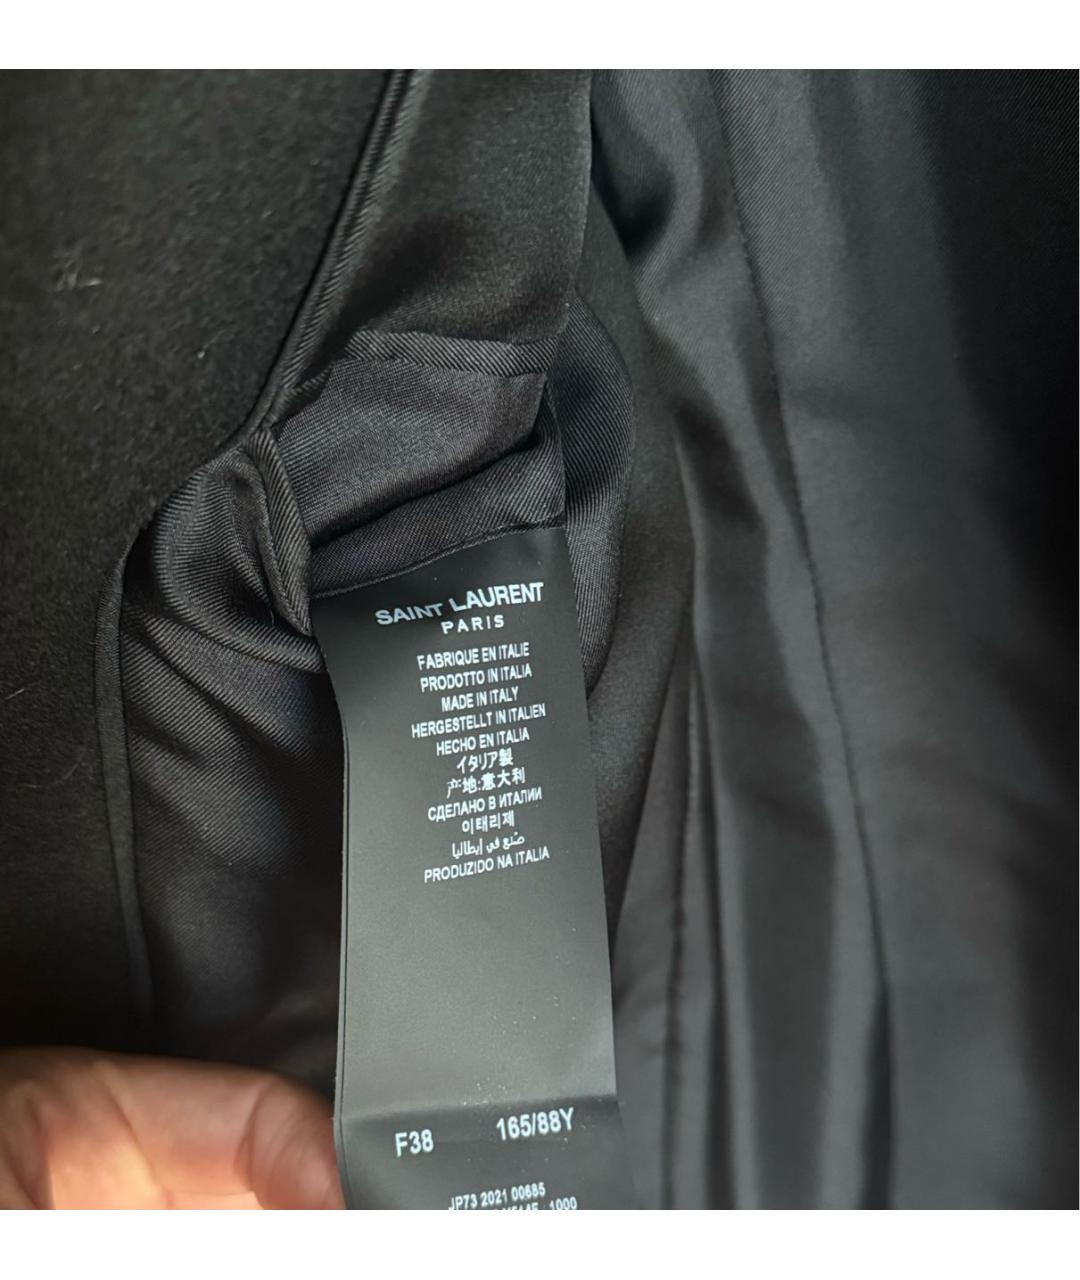 SAINT LAURENT
PARIS
FABRIQUE EN ITALIE
PRODOTTO IN ITALIA
MADE IN ITALY
HERGESTELLT IN ITALIEN
HECHO EN ITALIA
イタリア製
产地:意大利
СДЕЛАНО В ИТАЛИИ
이태리제
صُنع في إيطاليا
PRODUZIDO NA ITALIA
F38 165/88Y
JP73 2021 00685
1000